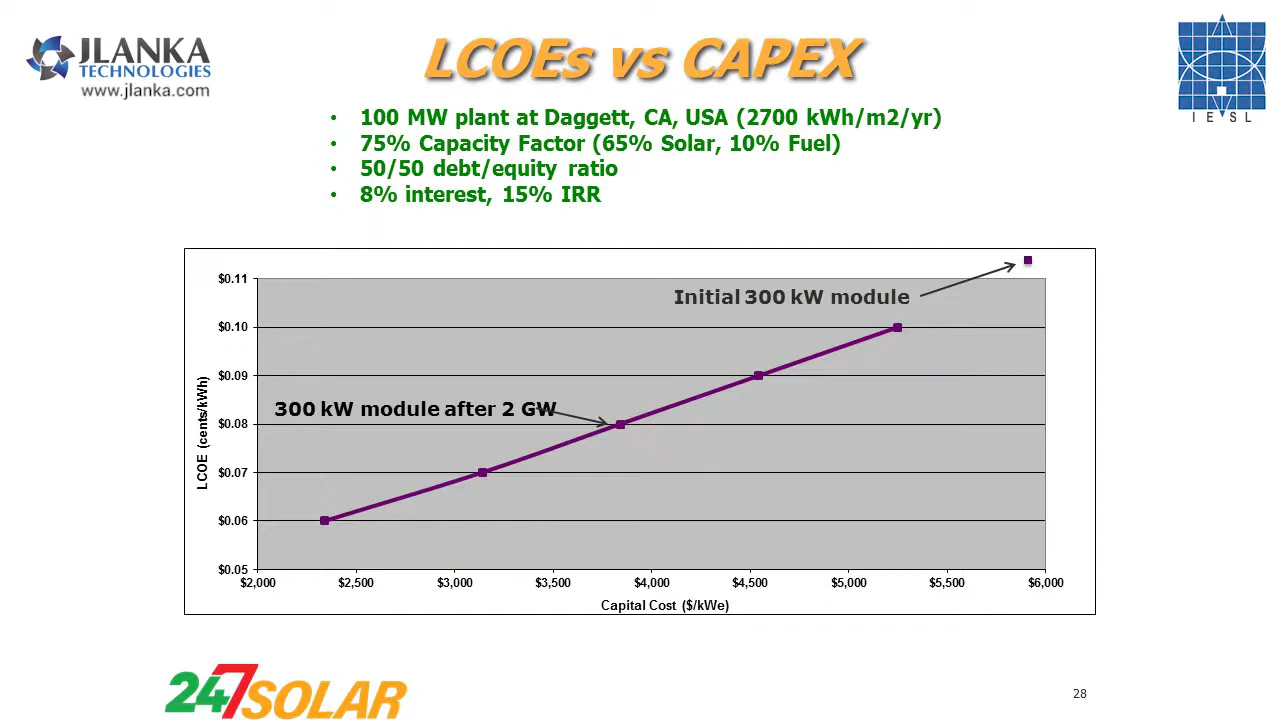 JLANKA
TECHNOLOGIES
www.jlanka.com
LCOEs vs CAPEX
IESL
• 100 MW plant at Daggett, CA, USA (2700 kWh/m2/yr)
• 75% Capacity Factor (65% Solar, 10% Fuel)
• 50/50 debt/equity ratio
• 8% interest, 15% IRR
$0.11
Initial 300 kW module
$0.10
$0.09
300 kW module after 2 GW
$0.08
$0.07
$0.06
$0.05
LCOE (cents/kWh)
$2,000 $2,500 $3,000 $3,500 $4,000 $4,500 $5,000 $5,500 $6,000
Capital Cost ($/kWe)
247SOLAR
28